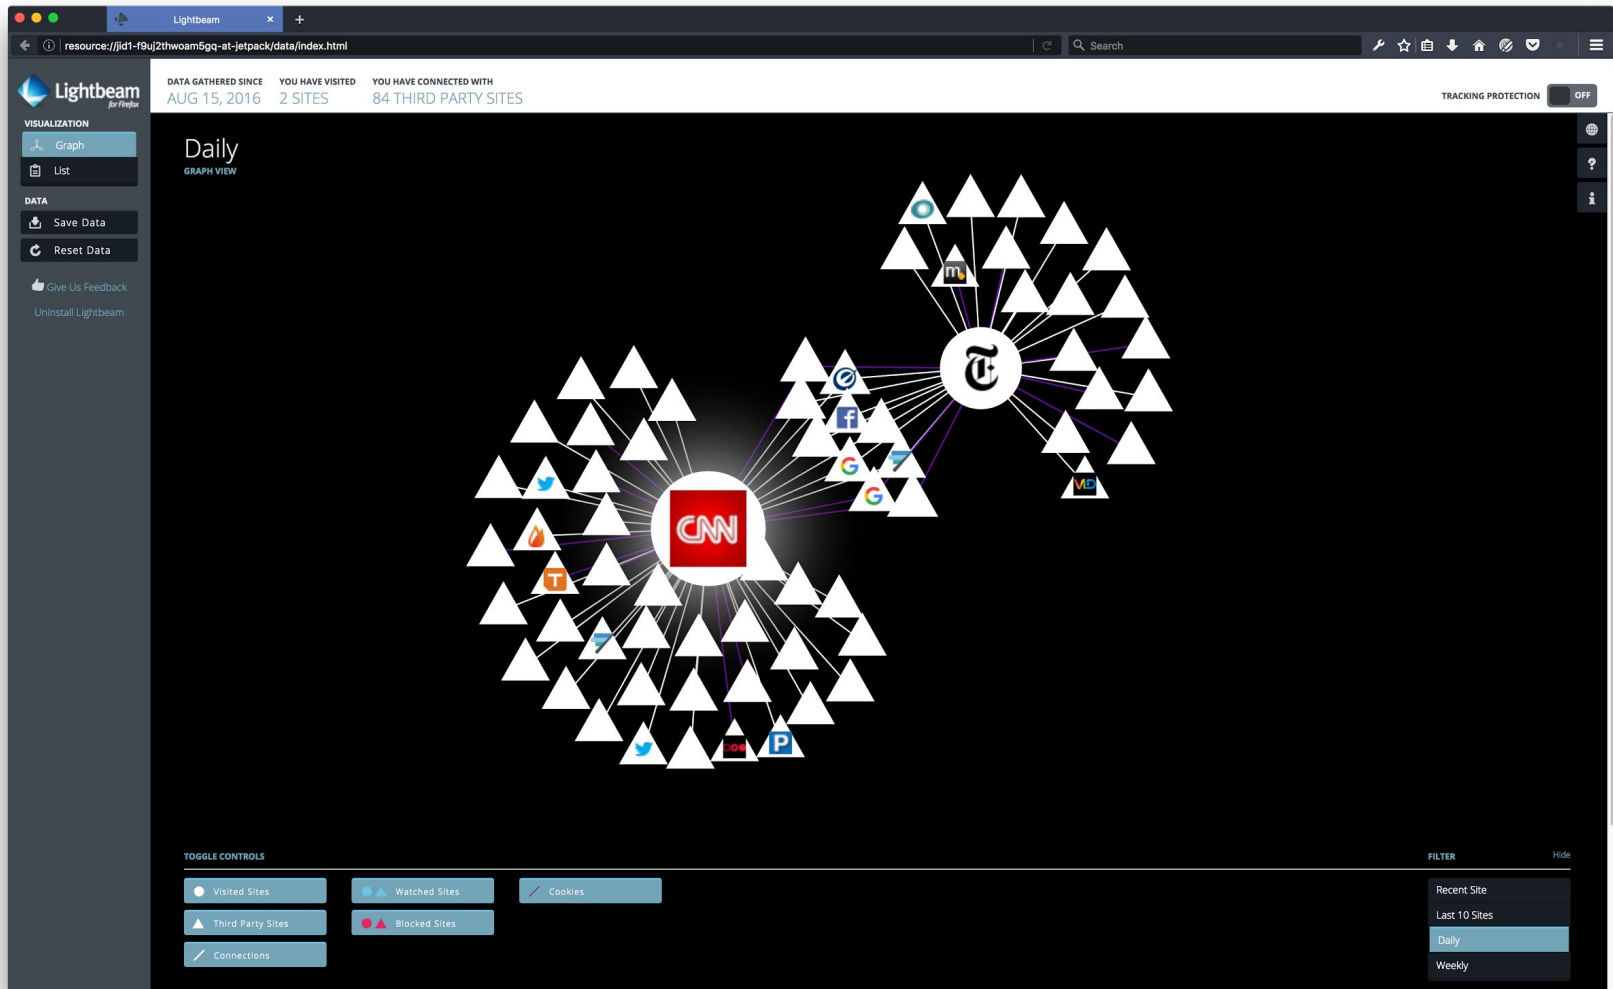 Lightbeam
resource://jid1-f9uj2thwoam5gq-at-jetpack/data/index.html
Search
Lightbeam
for Firefox
DATA GATHERED SINCE
AUG 15, 2016
YOU HAVE VISITED
2 SITES
YOU HAVE CONNECTED WITH
84 THIRD PARTY SITES
TRACKING PROTECTION
OFF
VISUALIZATION
Graph
List
DATA
Save Data
Reset Data
Give Us Feedback
Uninstall Lightbeam
Daily
GRAPH VIEW
m
T
f
G
G
CNN
T
P
TOGGLE CONTROLS
Visited Sites
Watched Sites
Cookies
Third Party Sites
Blocked Sites
Connections
FILTER
Hide
Recent Site
Last 10 Sites
Daily
Weekly